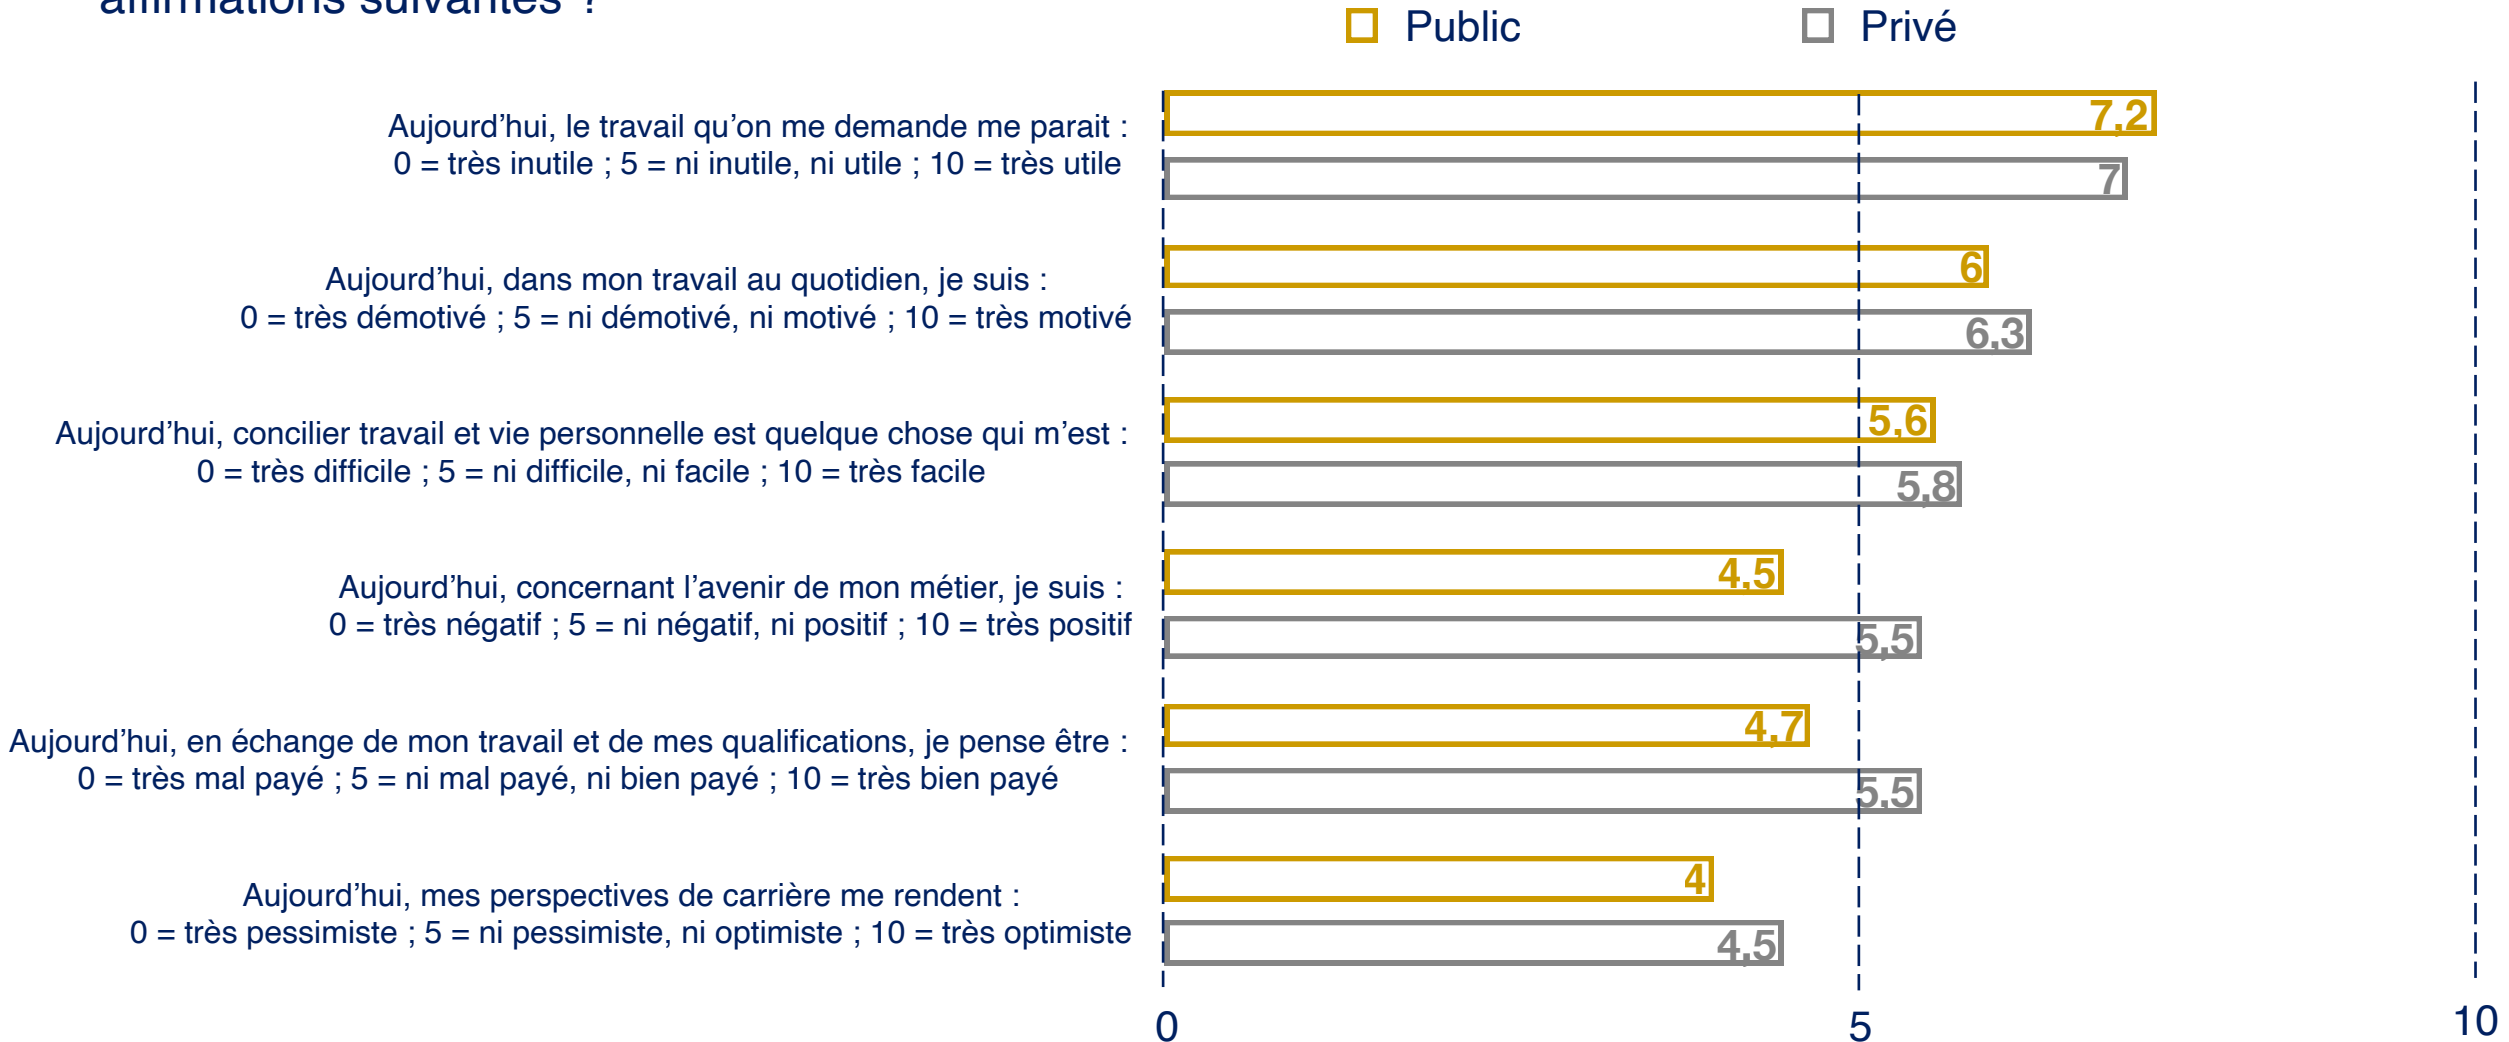 affirmations suivantes ?
Public
Privé
Aujourd’hui, le travail qu’on me demande me parait :
0 = très inutile ; 5 = ni inutile, ni utile ; 10 = très utile
7,2
7
Aujourd’hui, dans mon travail au quotidien, je suis :
0 = très démotivé ; 5 = ni démotivé, ni motivé ; 10 = très motivé
6
6,3
Aujourd’hui, concilier travail et vie personnelle est quelque chose qui m’est :
0 = très difficile ; 5 = ni difficile, ni facile ; 10 = très facile
5,6
5,8
Aujourd’hui, concernant l’avenir de mon métier, je suis :
0 = très négatif ; 5 = ni négatif, ni positif ; 10 = très positif
4,5
5,5
Aujourd’hui, en échange de mon travail et de mes qualifications, je pense être :
0 = très mal payé ; 5 = ni mal payé, ni bien payé ; 10 = très bien payé
4,7
5,5
Aujourd’hui, mes perspectives de carrière me rendent :
0 = très pessimiste ; 5 = ni pessimiste, ni optimiste ; 10 = très optimiste
4
4,5
0
5
10